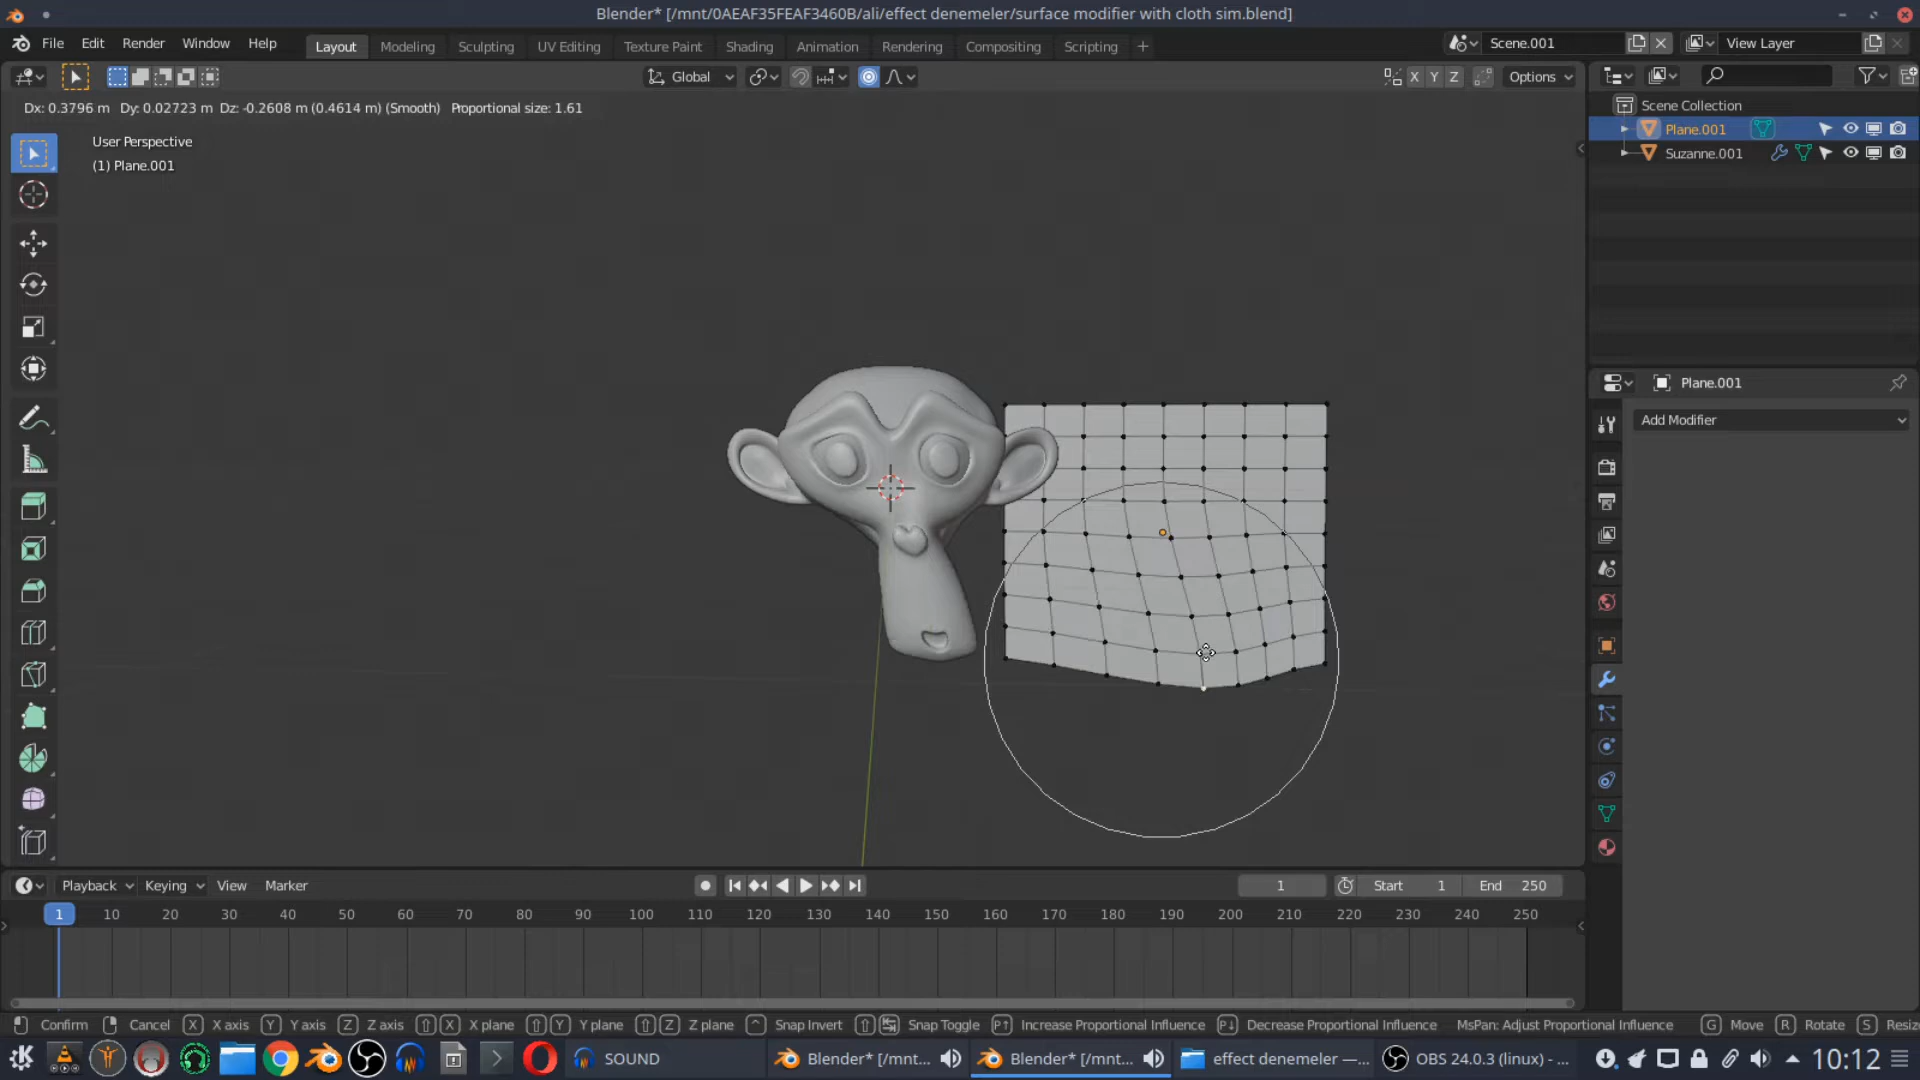 Blender* [/mnt/0AEAF35FEAF3460B/ali/effect denemeler/surface modifier with cloth sim.blend]
File Edit Render Window Help Layout Modeling Sculpting UV Editing Texture Paint Shading Animation Rendering Compositing Scripting + Scene.001 View Layer
Global X Y Z Options
Dx: 0.3796 m Dy: 0.02723 m Dz: -0.2608 m (0.4614 m) (Smooth) Proportional size: 1.61
Scene Collection
Plane.001
Suzanne.001
User Perspective
(1) Plane.001
Plane.001
Add Modifier
Playback Keying View Marker 1 Start 1 End 250
1 10 20 30 40 50 60 70 80 90 100 110 120 130 140 150 160 170 180 190 200 210 220 230 240 250
Confirm Cancel X X axis Y Y axis Z Z axis X X plane Y Y plane Z Z plane Snap Invert Snap Toggle P↑ Increase Proportional Influence P↓ Decrease Proportional Influence MsPan: Adjust Proportional Influence G Move R Rotate S Resize
SOUND Blender* [/mnt... Blender* [/mnt... effect denemeler —... OBS 24.0.3 (linux) - ... 10:12